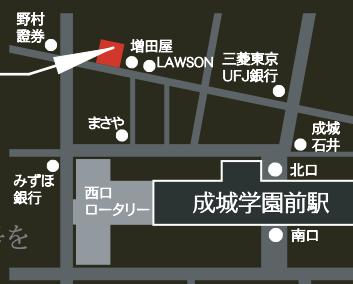 野村
證券
増田屋
LAWSON
三菱東京
UFJ銀行
まさや
成城
石井
みずほ
銀行
西口
ロータリー
北口
成城学園前駅
南口
を